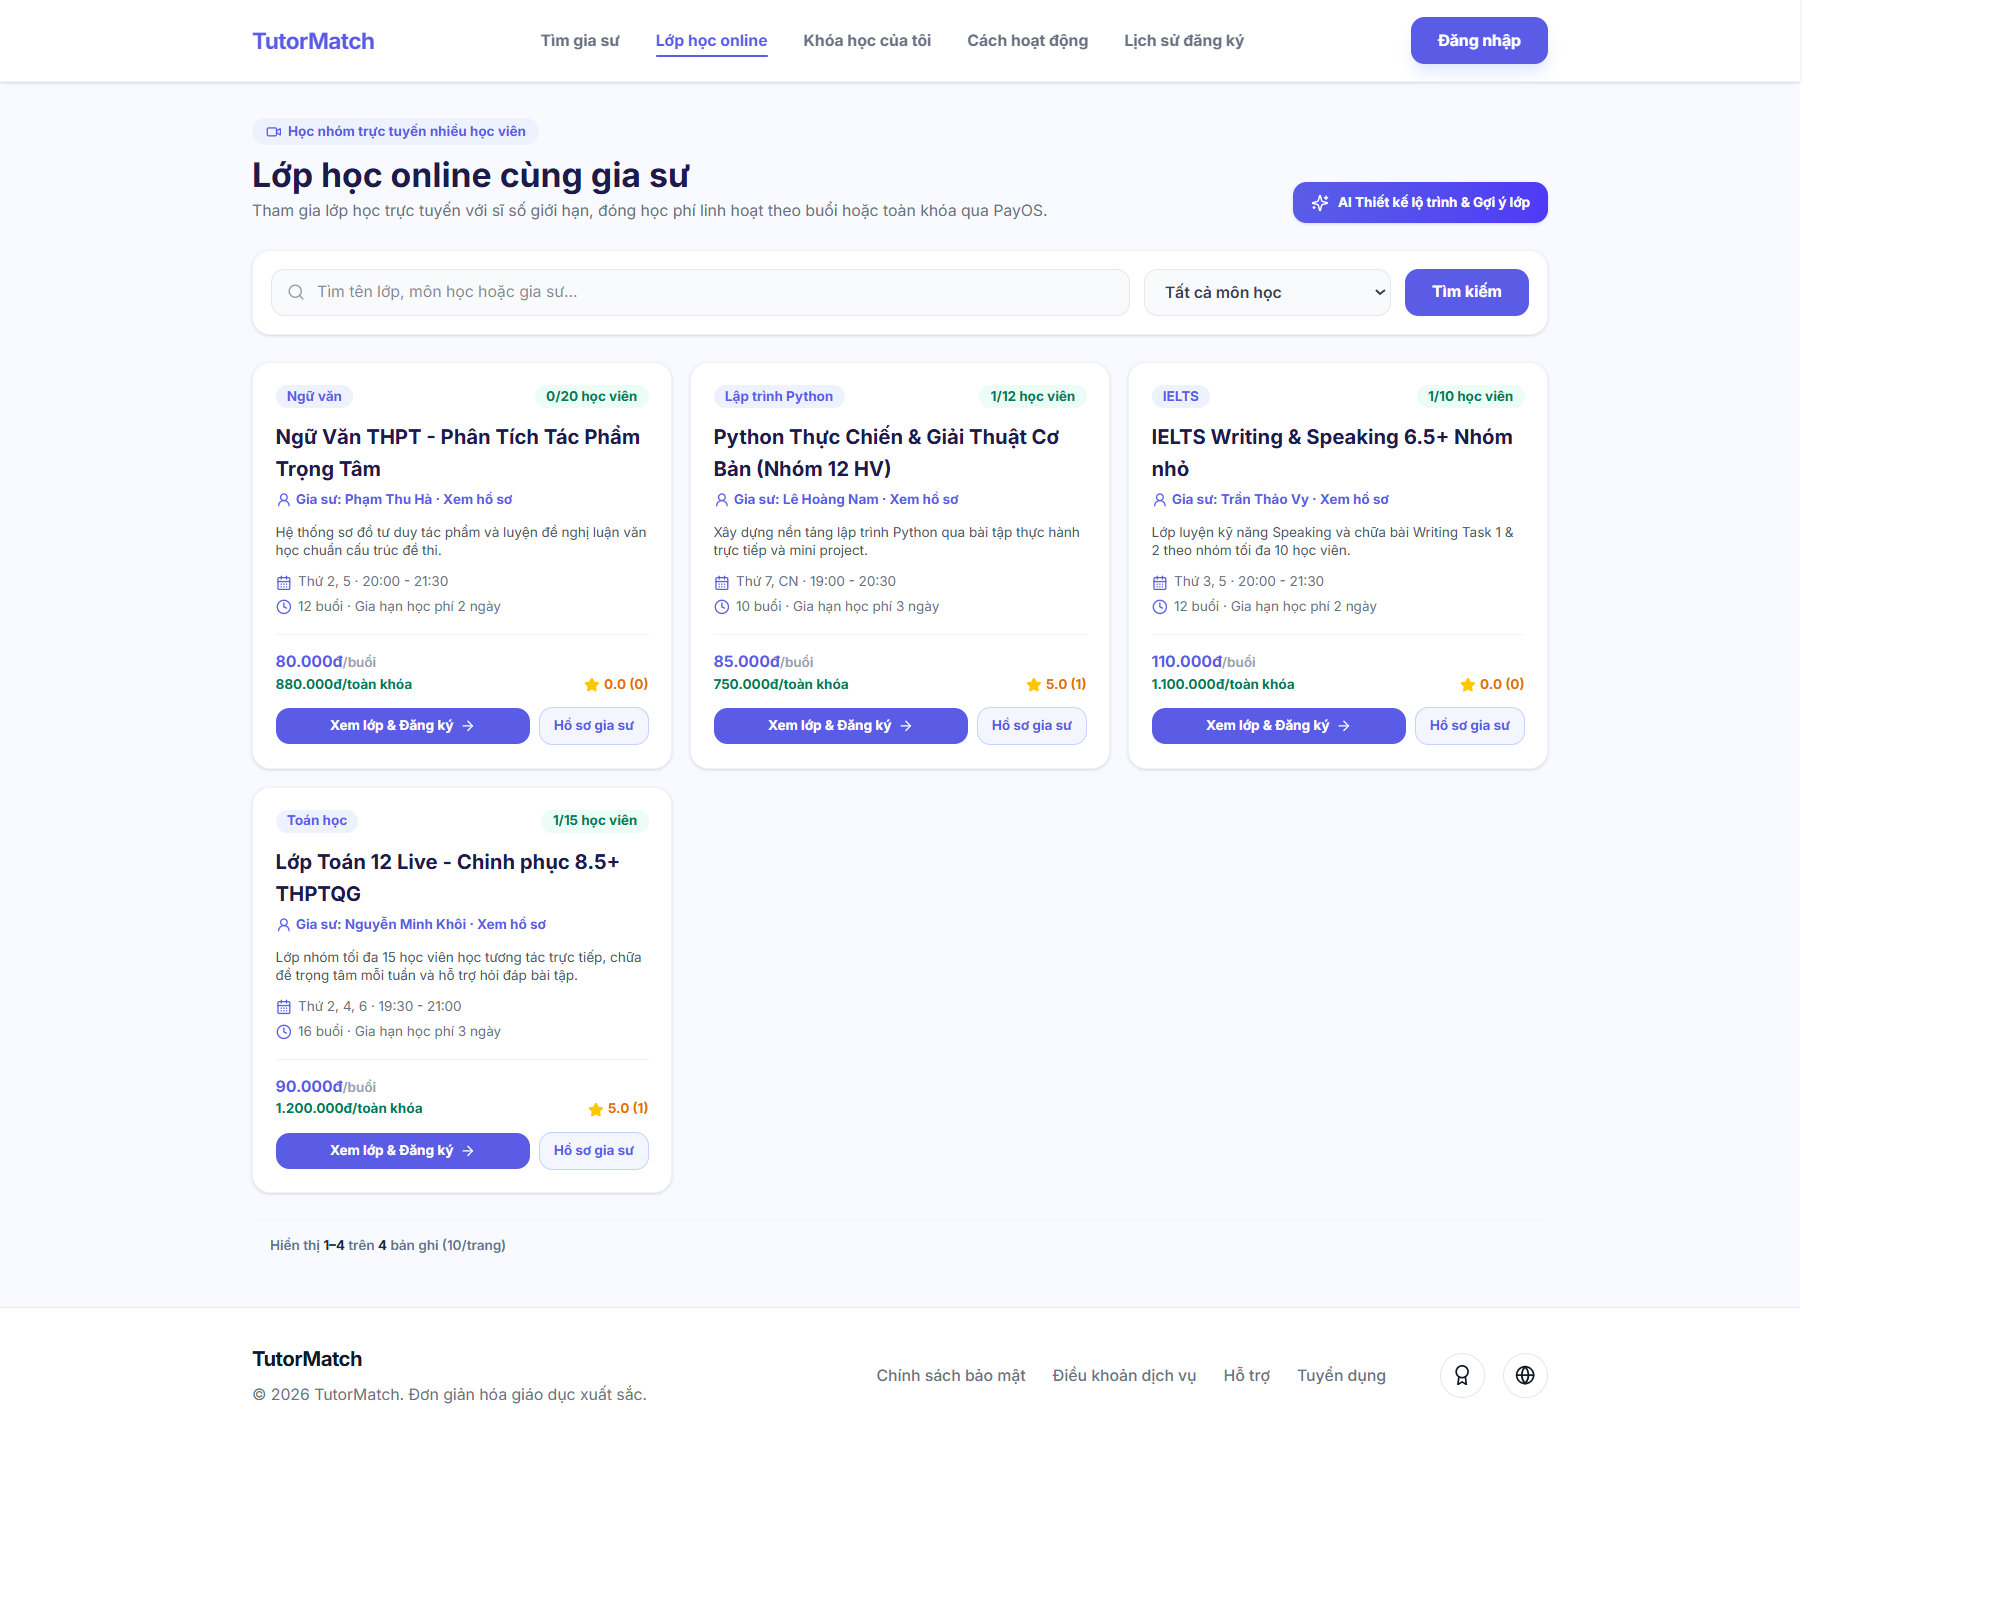 TutorMatch
Tìm gia sư
Lớp học online
Khóa học của tôi
Cách hoạt động
Lịch sử đăng ký
Đăng nhập
Học nhóm trực tuyến nhiều học viên
Lớp học online cùng gia sư
Tham gia lớp học trực tuyến với sĩ số giới hạn, đóng học phí linh hoạt theo buổi hoặc toàn khóa qua PayOS.
AI Thiết kế lộ trình & Gợi ý lớp
Tìm tên lớp, môn học hoặc gia sư...
Tất cả môn học
Tìm kiếm
Ngữ văn
0/20 học viên
Ngữ Văn THPT - Phân Tích Tác Phẩm
Trọng Tâm
Gia sư: Phạm Thu Hà · Xem hồ sơ
Hệ thống sơ đồ tư duy tác phẩm và luyện đề nghị luận văn
học chuẩn cấu trúc đề thi.
Thứ 2, 5 · 20:00 - 21:30
12 buổi · Gia hạn học phí 2 ngày
80.000đ/buổi
880.000đ/toàn khóa
0.0 (0)
Xem lớp & Đăng ký
Hồ sơ gia sư
Lập trình Python
1/12 học viên
Python Thực Chiến & Giải Thuật Cơ
Bản (Nhóm 12 HV)
Gia sư: Lê Hoàng Nam · Xem hồ sơ
Xây dựng nền tảng lập trình Python qua bài tập thực hành
trực tiếp và mini project.
Thứ 7, CN · 19:00 - 20:30
10 buổi · Gia hạn học phí 3 ngày
85.000đ/buổi
750.000đ/toàn khóa
5.0 (1)
Xem lớp & Đăng ký
Hồ sơ gia sư
IELTS
1/10 học viên
IELTS Writing & Speaking 6.5+ Nhóm
nhỏ
Gia sư: Trần Thảo Vy · Xem hồ sơ
Lớp luyện kỹ năng Speaking và chữa bài Writing Task 1 &
2 theo nhóm tối đa 10 học viên.
Thứ 3, 5 · 20:00 - 21:30
12 buổi · Gia hạn học phí 2 ngày
110.000đ/buổi
1.100.000đ/toàn khóa
0.0 (0)
Xem lớp & Đăng ký
Hồ sơ gia sư
Toán học
1/15 học viên
Lớp Toán 12 Live - Chinh phục 8.5+
THPTQG
Gia sư: Nguyễn Minh Khôi · Xem hồ sơ
Lớp nhóm tối đa 15 học viên học tương tác trực tiếp, chữa
đề trọng tâm mỗi tuần và hỗ trợ hỏi đáp bài tập.
Thứ 2, 4, 6 · 19:30 - 21:00
16 buổi · Gia hạn học phí 3 ngày
90.000đ/buổi
1.200.000đ/toàn khóa
5.0 (1)
Xem lớp & Đăng ký
Hồ sơ gia sư
Hiển thị 1–4 trên 4 bản ghi (10/trang)
TutorMatch
© 2026 TutorMatch. Đơn giản hóa giáo dục xuất sắc.
Chính sách bảo mật
Điều khoản dịch vụ
Hỗ trợ
Tuyển dụng